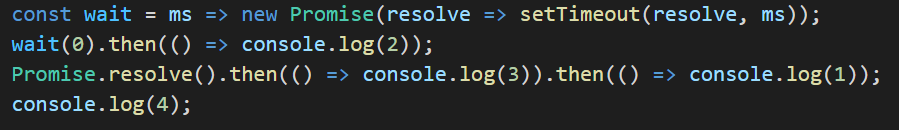 const wait = ms => new Promise(resolve => setTimeout(resolve, ms));
wait(0).then(() => console.log(2));
Promise.resolve().then(() => console.log(3)).then(() => console.log(1));
console.log(4);